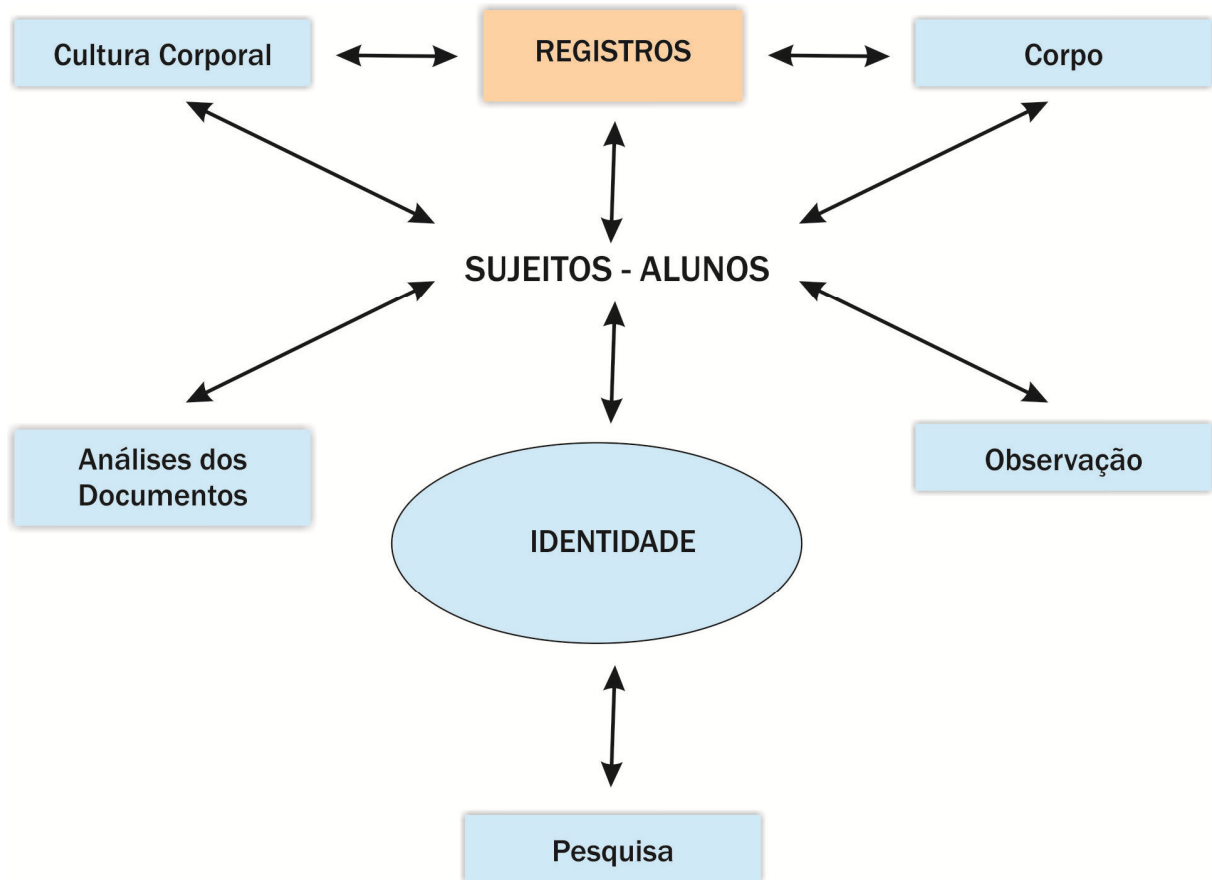 Cultura Corporal
REGISTROS
Corpo
SUJEITOS - ALUNOS
Análises dos
Documentos
Observação
IDENTIDADE
Pesquisa